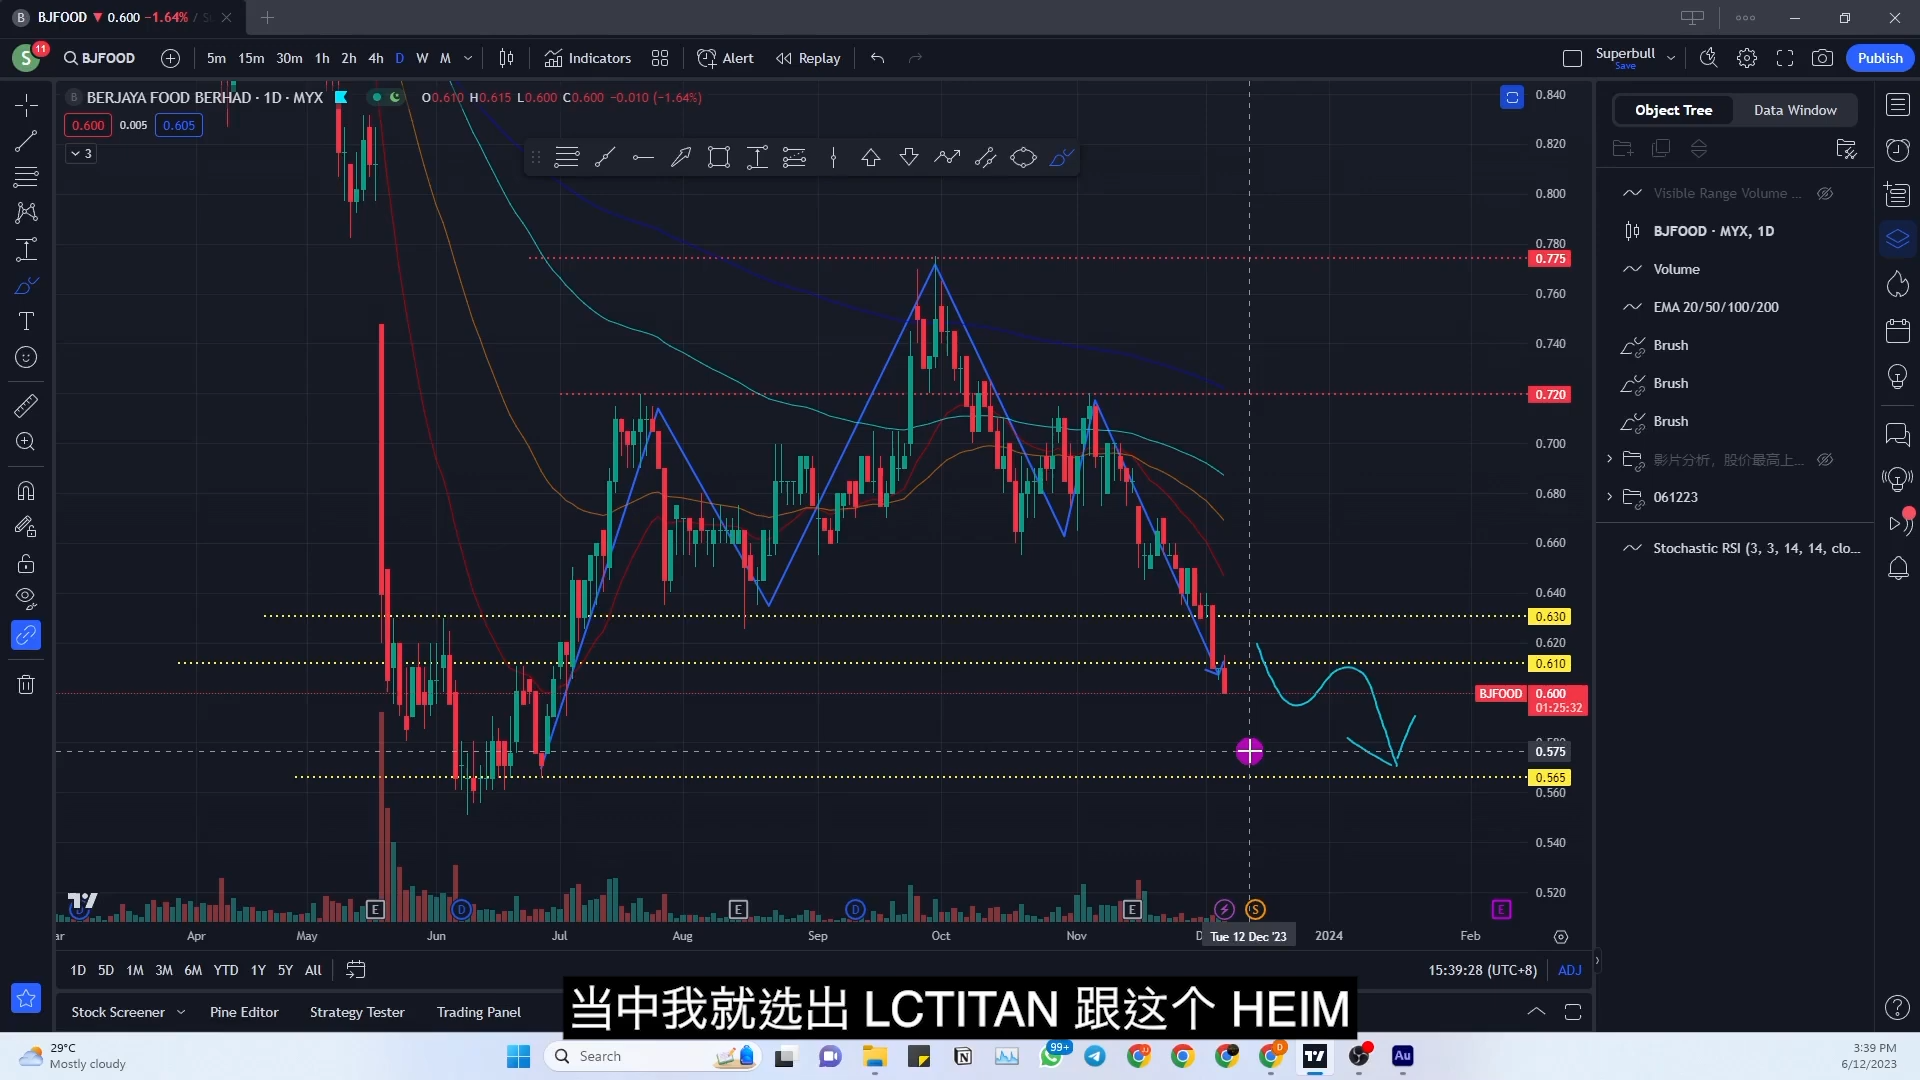 BJFOOD 0.600 −1.64% /
BJFOOD
5m 15m 30m 1h 2h 4h D W M
Indicators
Alert
Replay
Superbull
Save
Publish
11
BERJAYA FOOD BERHAD · 1D · MYX
O0.610 H0.615 L0.600 C0.600 −0.010 (−1.64%)
0.600 0.005 0.605
3
0.840
0.820
0.800
0.780
0.775
0.760
0.740
0.720
0.700
0.680
0.660
0.640
0.630
0.620
0.610
BJFOOD 0.600
01:25:32
0.575
0.565
0.560
0.540
0.520
Apr May Jun Jul Aug Sep Oct Nov Tue 12 Dec '23 2024 Feb
1D 5D 1M 3M 6M YTD 1Y 5Y All
15:39:28 (UTC+8) ADJ
Stock Screener Pine Editor Strategy Tester Trading Panel
Object Tree Data Window
Visible Range Volume ...
BJFOOD · MYX, 1D
Volume
EMA 20/50/100/200
Brush
Brush
Brush
影片分析，股价最高上...
061223
Stochastic RSI (3, 3, 14, 14, clo...
当中我就选出 LCTITAN 跟这个 HEIM
29°C
Mostly cloudy
Search
99+
Au
3:39 PM
6/12/2023